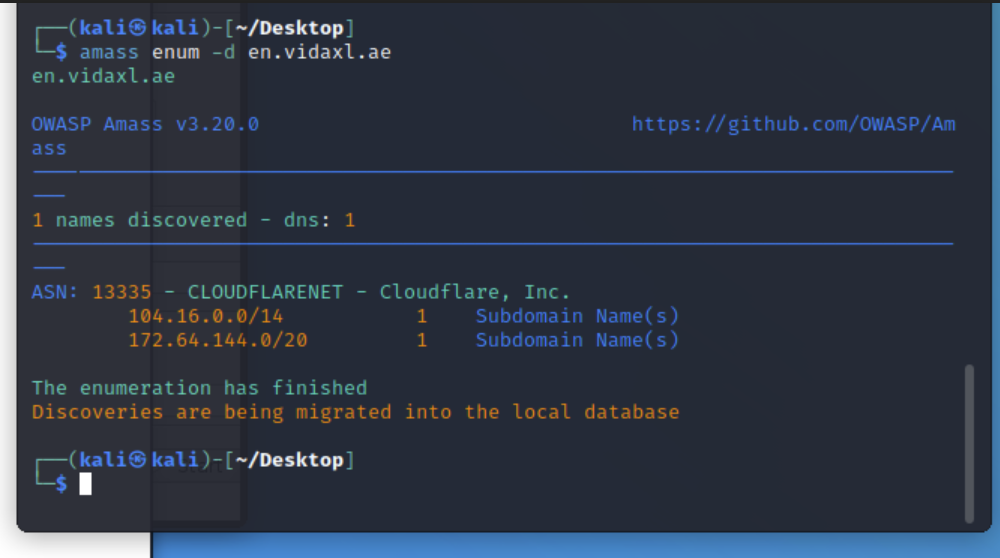 ┌──(kali㉿kali)-[~/Desktop]
└─$ amass enum -d en.vidaxl.ae
en.vidaxl.ae
OWASP Amass v3.20.0 https://github.com/OWASP/Am
ass
1 names discovered - dns: 1
ASN: 13335 - CLOUDFLARENET - Cloudflare, Inc.
104.16.0.0/14 1 Subdomain Name(s)
172.64.144.0/20 1 Subdomain Name(s)
The enumeration has finished
Discoveries are being migrated into the local database
┌──(kali㉿kali)-[~/Desktop]
└─$